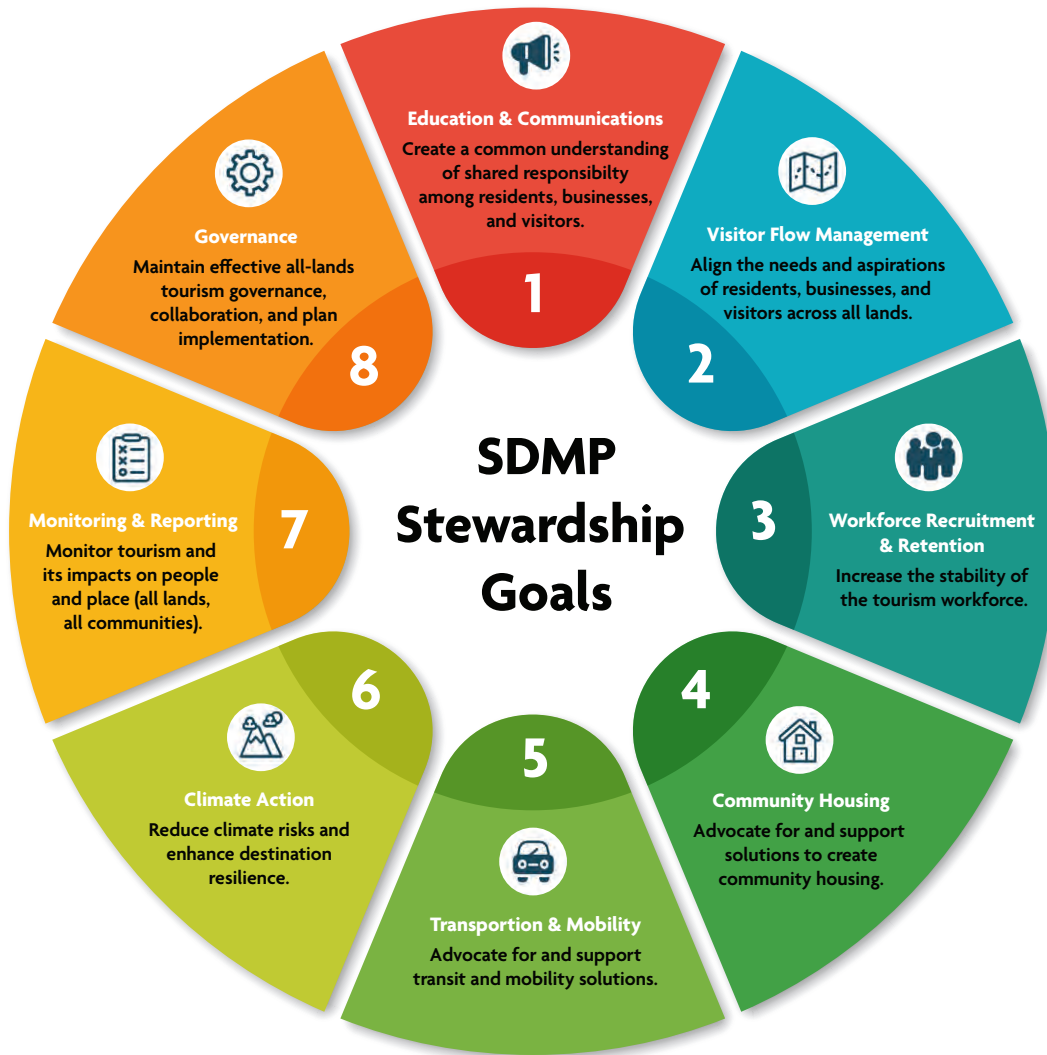 SDMP
Stewardship
Goals
1
Education & Communications
Create a common understanding
of shared responsibilty
among residents, businesses,
and visitors.
2
Visitor Flow Management
Align the needs and aspirations
of residents, businesses, and
visitors across all lands.
3
Workforce Recruitment
& Retention
Increase the stability of
the tourism workforce.
4
Community Housing
Advocate for and support
solutions to create
community housing.
5
Transportion & Mobility
Advocate for and support
transit and mobility solutions.
6
Climate Action
Reduce climate risks and
enhance destination
resilience.
7
Monitoring & Reporting
Monitor tourism and
its impacts on people
and place (all lands,
all communities).
8
Governance
Maintain effective all-lands
tourism governance,
collaboration, and plan
implementation.